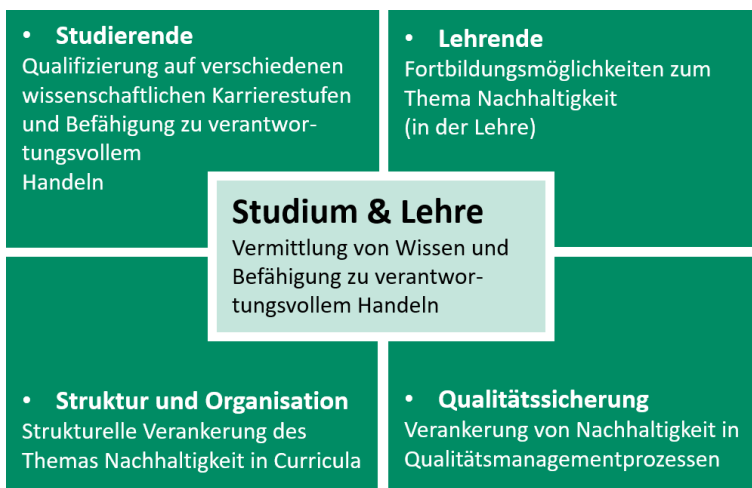 • Studierende
Qualifizierung auf verschiedenen
wissenschaftlichen Karrierestufen
und Befähigung zu verantwor-
tungsvollem
Handeln
• Lehrende
Fortbildungsmöglichkeiten zum
Thema Nachhaltigkeit
(in der Lehre)
Studium & Lehre
Vermittlung von Wissen und
Befähigung zu verantwor-
tungsvollem Handeln
• Struktur und Organisation
Strukturelle Verankerung des
Themas Nachhaltigkeit in Curricula
• Qualitätssicherung
Verankerung von Nachhaltigkeit in
Qualitätsmanagementprozessen